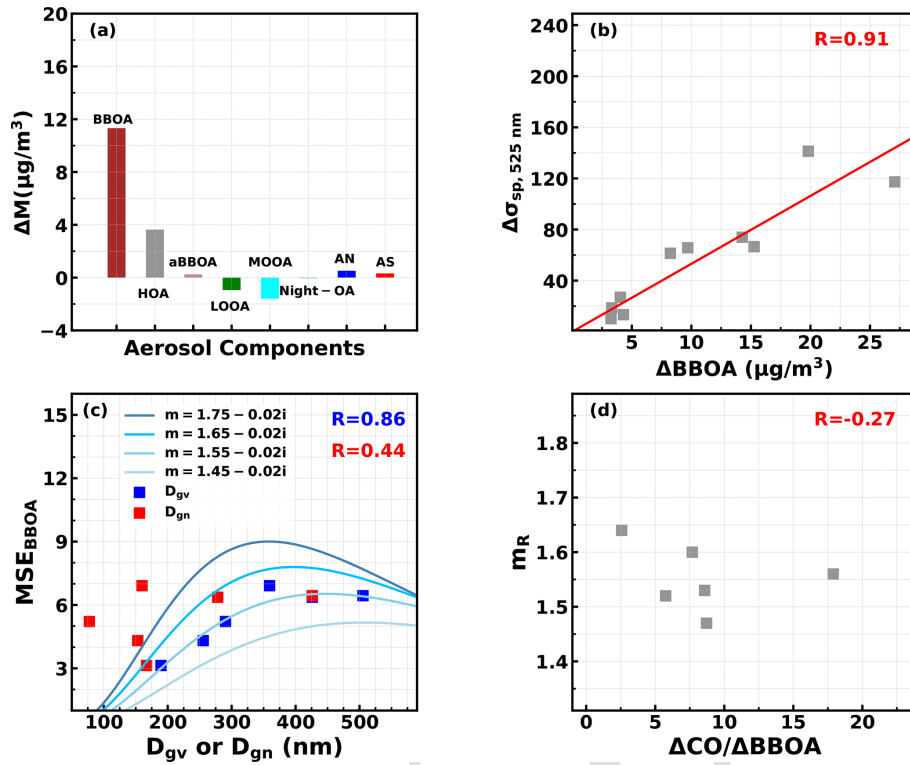 (a)
20
16
12
8
4
0
−4
ΔM(μg/m³)
BBOA
HOA
aBBOA
LOOA
MOOA
Night−OA
AN
AS
Aerosol Components
(b)
R=0.91
240
200
160
120
80
40
Δσsp, 525 nm
5
10
15
20
25
ΔBBOA (μg/m³)
(c)
m = 1.75 − 0.02i
m = 1.65 − 0.02i
m = 1.55 − 0.02i
m = 1.45 − 0.02i
Dgv
Dgn
R=0.86
R=0.44
15
12
9
6
3
MSEBBOA
100
200
300
400
500
Dgv or Dgn (nm)
(d)
R=-0.27
1.8
1.7
1.6
1.5
1.4
mR
0
5
10
15
20
ΔCO/ΔBBOA